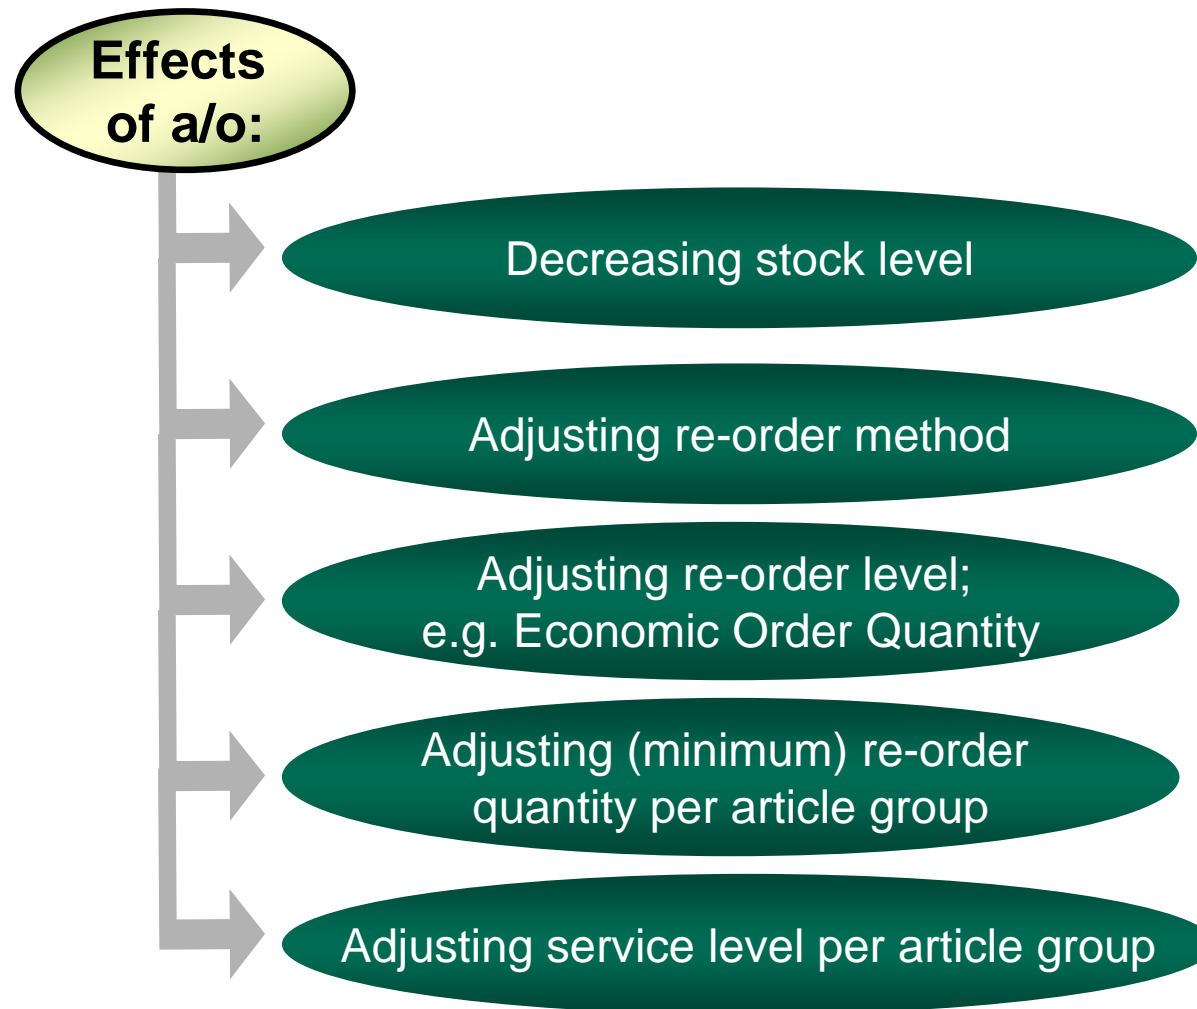 Effects
of a/o:
Decreasing stock level
Adjusting re-order method
Adjusting re-order level;
e.g. Economic Order Quantity
Adjusting (minimum) re-order
quantity per article group
Adjusting service level per article group